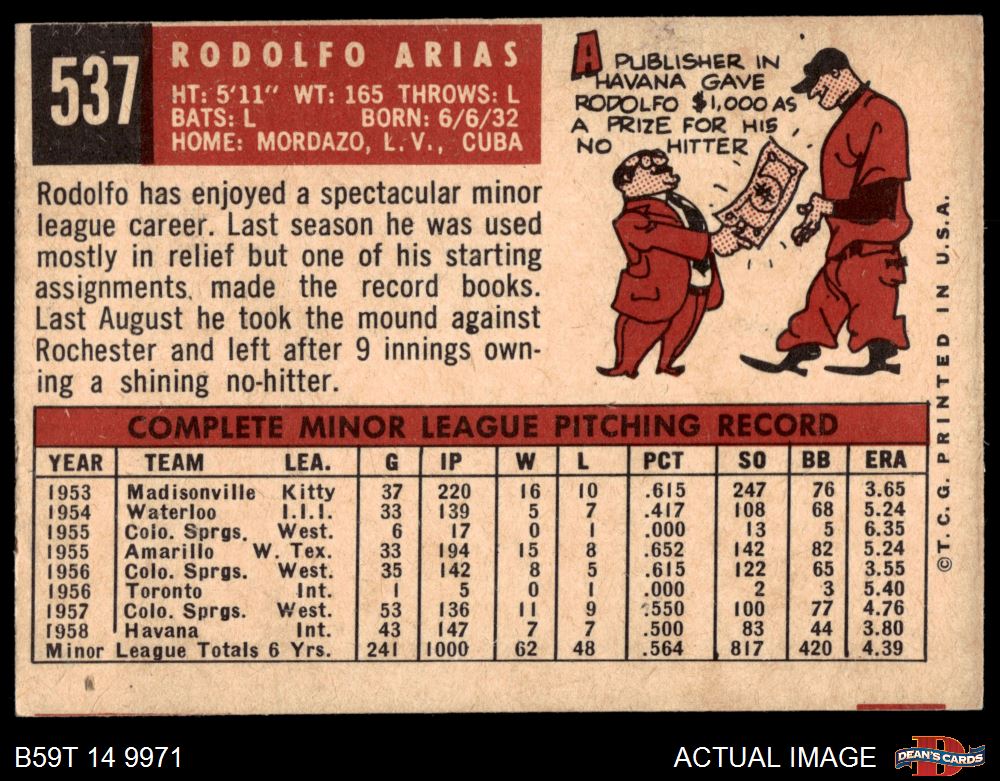 537
RODOLFO ARIAS
HT: 5'11" WT: 165 THROWS: L
BATS: L BORN: 6/6/32
HOME: MORDAZO, L.V., CUBA
A PUBLISHER IN
HAVANA GAVE
RODOLFO $1,000 AS
A PRIZE FOR HIS
NO HITTER
Rodolfo has enjoyed a spectacular minor
league career. Last season he was used
mostly in relief but one of his starting
assignments made the record books.
Last August he took the mound against
Rochester and left after 9 innings own-
ing a shining no-hitter.
COMPLETE MINOR LEAGUE PITCHING RECORD
YEAR TEAM LEA. G IP W L PCT SO BB ERA
1953 Madisonville Kitty 37 220 16 10 .615 247 76 3.65
1954 Waterloo I.I.I. 33 139 5 7 .417 108 68 5.24
1955 Colo. Sprgs. West. 6 17 0 1 .000 13 5 6.35
1955 Amarillo W. Tex. 33 194 15 8 .652 142 82 5.24
1956 Colo. Sprgs. West. 35 142 8 5 .615 122 65 3.55
1956 Toronto Int. 1 5 0 1 .000 2 3 5.40
1957 Colo. Sprgs. West. 53 136 11 9 .550 100 77 4.76
1958 Havana Int. 43 147 7 7 .500 83 44 3.80
Minor League Totals 6 Yrs. 241 1000 62 48 .564 817 420 4.39
©T.C.G. PRINTED IN U.S.A.
B59T 14 9971
ACTUAL IMAGE
DEAN'S CARDS